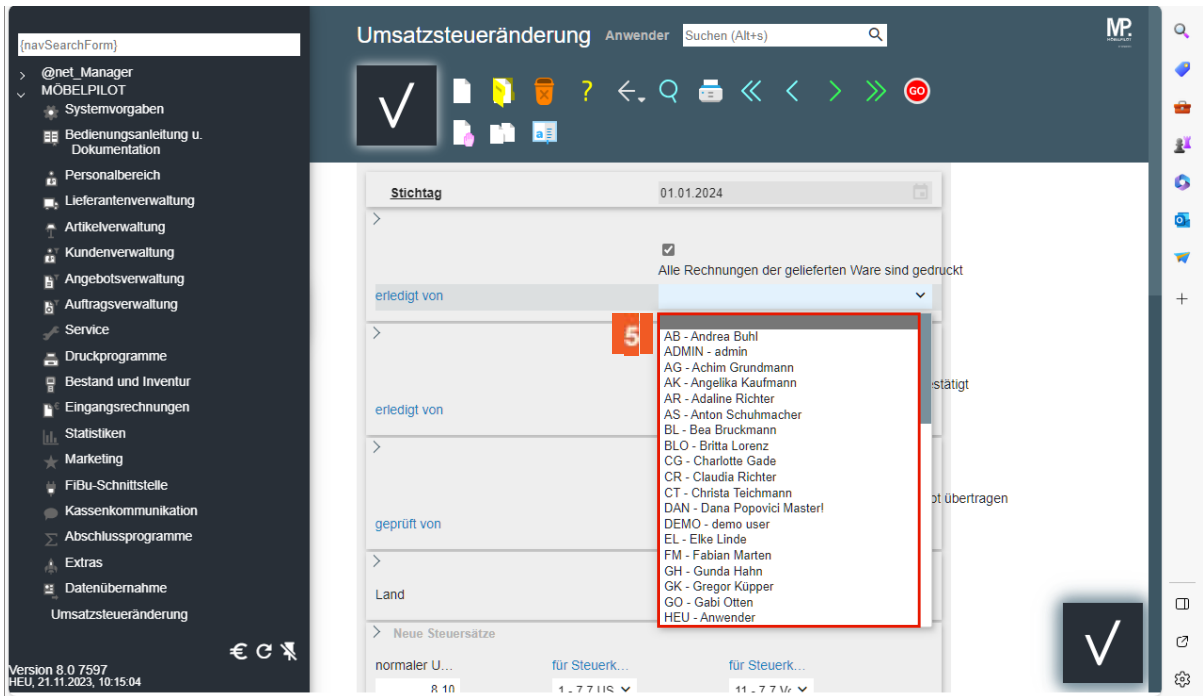 {navSearchForm}
@net_Manager
MÖBELPILOT
Systemvorgaben
Bedienungsanleitung u.
Dokumentation
Personalbereich
Lieferantenverwaltung
Artikelverwaltung
Kundenverwaltung
Angebotsverwaltung
Auftragsverwaltung
Service
Druckprogramme
Bestand und Inventur
Eingangsrechnungen
Statistiken
Marketing
FiBu-Schnittstelle
Kassenkommunikation
Abschlussprogramme
Extras
Datenübernahme
Umsatzsteueränderung
Version 8.0 7597
HEU, 21.11.2023, 10:15:04
Umsatzsteueränderung Anwender Suchen (Alt+s)
MP.
GO
Stichtag 01.01.2024
Alle Rechnungen der gelieferten Ware sind gedruckt
erledigt von
5
AB - Andrea Buhl
ADMIN - admin
AG - Achim Grundmann
AK - Angelika Kaufmann
AR - Adaline Richter
AS - Anton Schuhmacher
BL - Bea Bruckmann
BLO - Britta Lorenz
CG - Charlotte Gade
CR - Claudia Richter
CT - Christa Teichmann
DAN - Dana Popovici Master!
DEMO - demo user
EL - Elke Linde
FM - Fabian Marten
GH - Gunda Hahn
GK - Gregor Küpper
GO - Gabi Otten
HEU - Anwender
stätigt
erledigt von
ot übertragen
geprüft von
Land
Neue Steuersätze
normaler U... für Steuerk... für Steuerk...
8.10 1 - 7.7 US 11 - 7.7 Vc